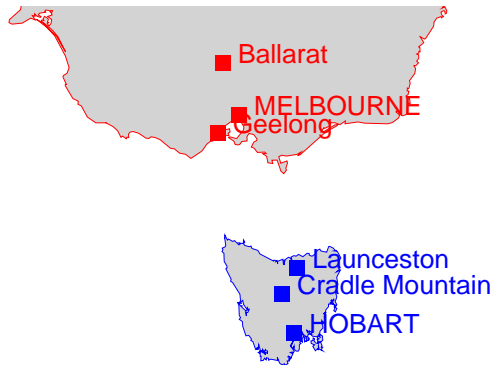 Ballarat
MELBOURNE
Geelong
Launceston
Cradle Mountain
HOBART